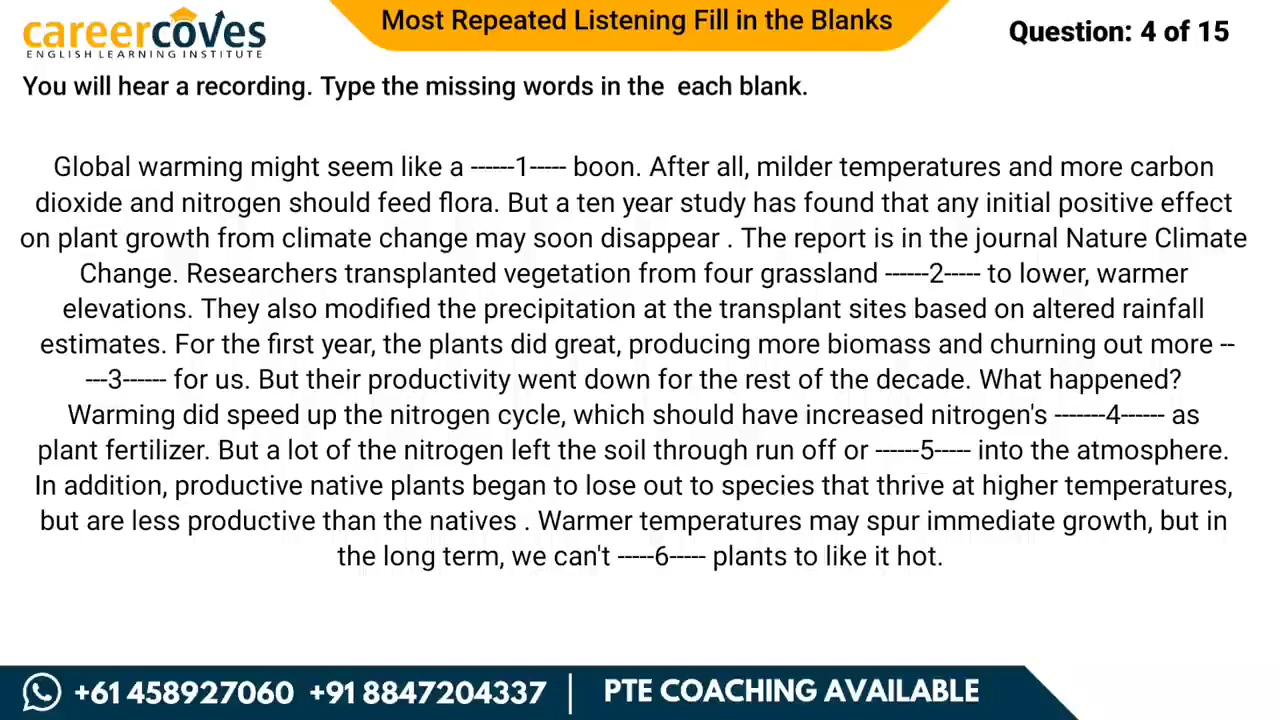 careercoves
ENGLISH LEARNING INSTITUTE
Most Repeated Listening Fill in the Blanks
Question: 4 of 15
You will hear a recording. Type the missing words in the  each blank.
Global warming might seem like a ------1----- boon. After all, milder temperatures and more carbon
dioxide and nitrogen should feed flora. But a ten year study has found that any initial positive effect
on plant growth from climate change may soon disappear . The report is in the journal Nature Climate
Change. Researchers transplanted vegetation from four grassland ------2----- to lower, warmer
elevations. They also modified the precipitation at the transplant sites based on altered rainfall
estimates. For the first year, the plants did great, producing more biomass and churning out more --
---3------ for us. But their productivity went down for the rest of the decade. What happened?
Warming did speed up the nitrogen cycle, which should have increased nitrogen's -------4------ as
plant fertilizer. But a lot of the nitrogen left the soil through run off or ------5----- into the atmosphere.
In addition, productive native plants began to lose out to species that thrive at higher temperatures,
but are less productive than the natives . Warmer temperatures may spur immediate growth, but in
the long term, we can't -----6----- plants to like it hot.
+61 458927060 +91 8847204337 | PTE COACHING AVAILABLE